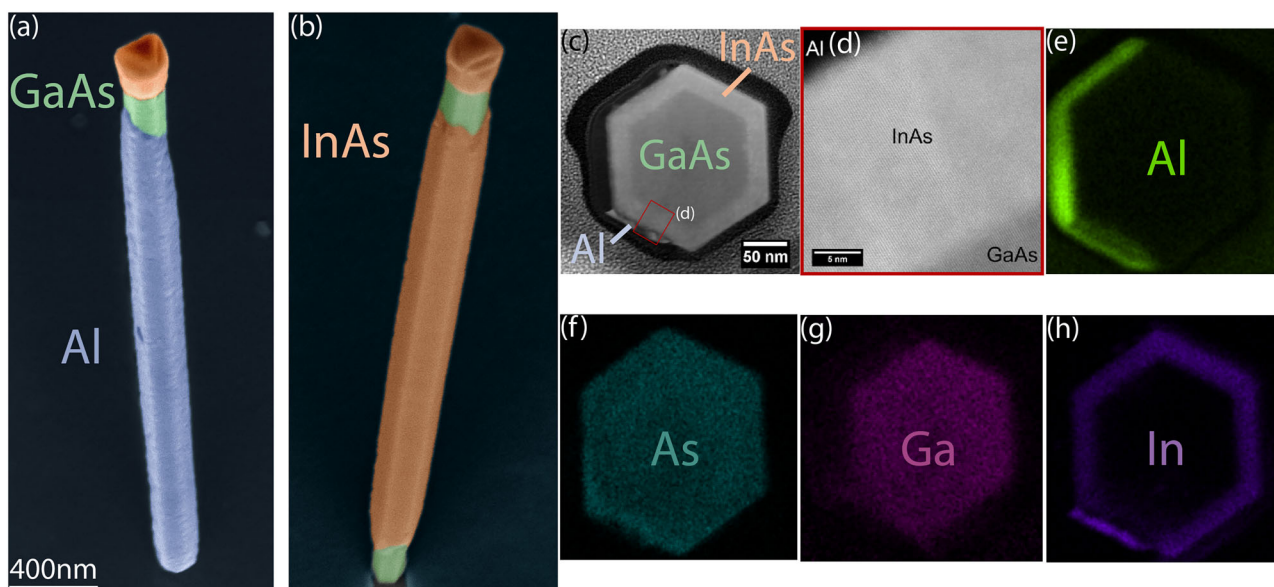 (a)
GaAs
Al
400nm
(b)
InAs
(c)
InAs
GaAs
(d)
Al
50 nm
Al
(d)
InAs
5 nm
GaAs
(e)
Al
(f)
As
(g)
Ga
(h)
In